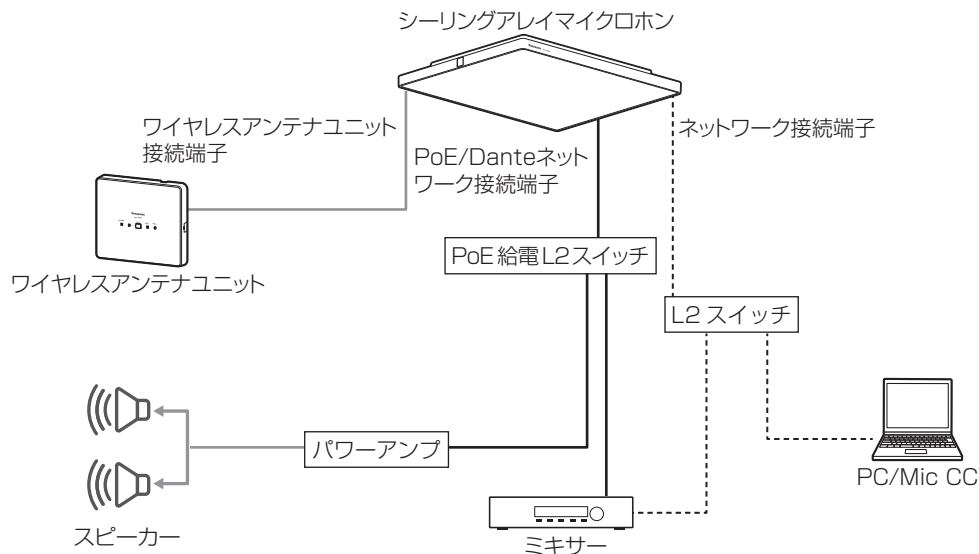 シーリングアレイマイクロホン
ワイヤレスアンテナユニット
接続端子
PoE/Danteネット
ワーク接続端子
ネットワーク接続端子
PoE給電L2スイッチ
ワイヤレスアンテナユニット
L2 スイッチ
パワーアンプ
PC/Mic CC
スピーカー
ミキサー